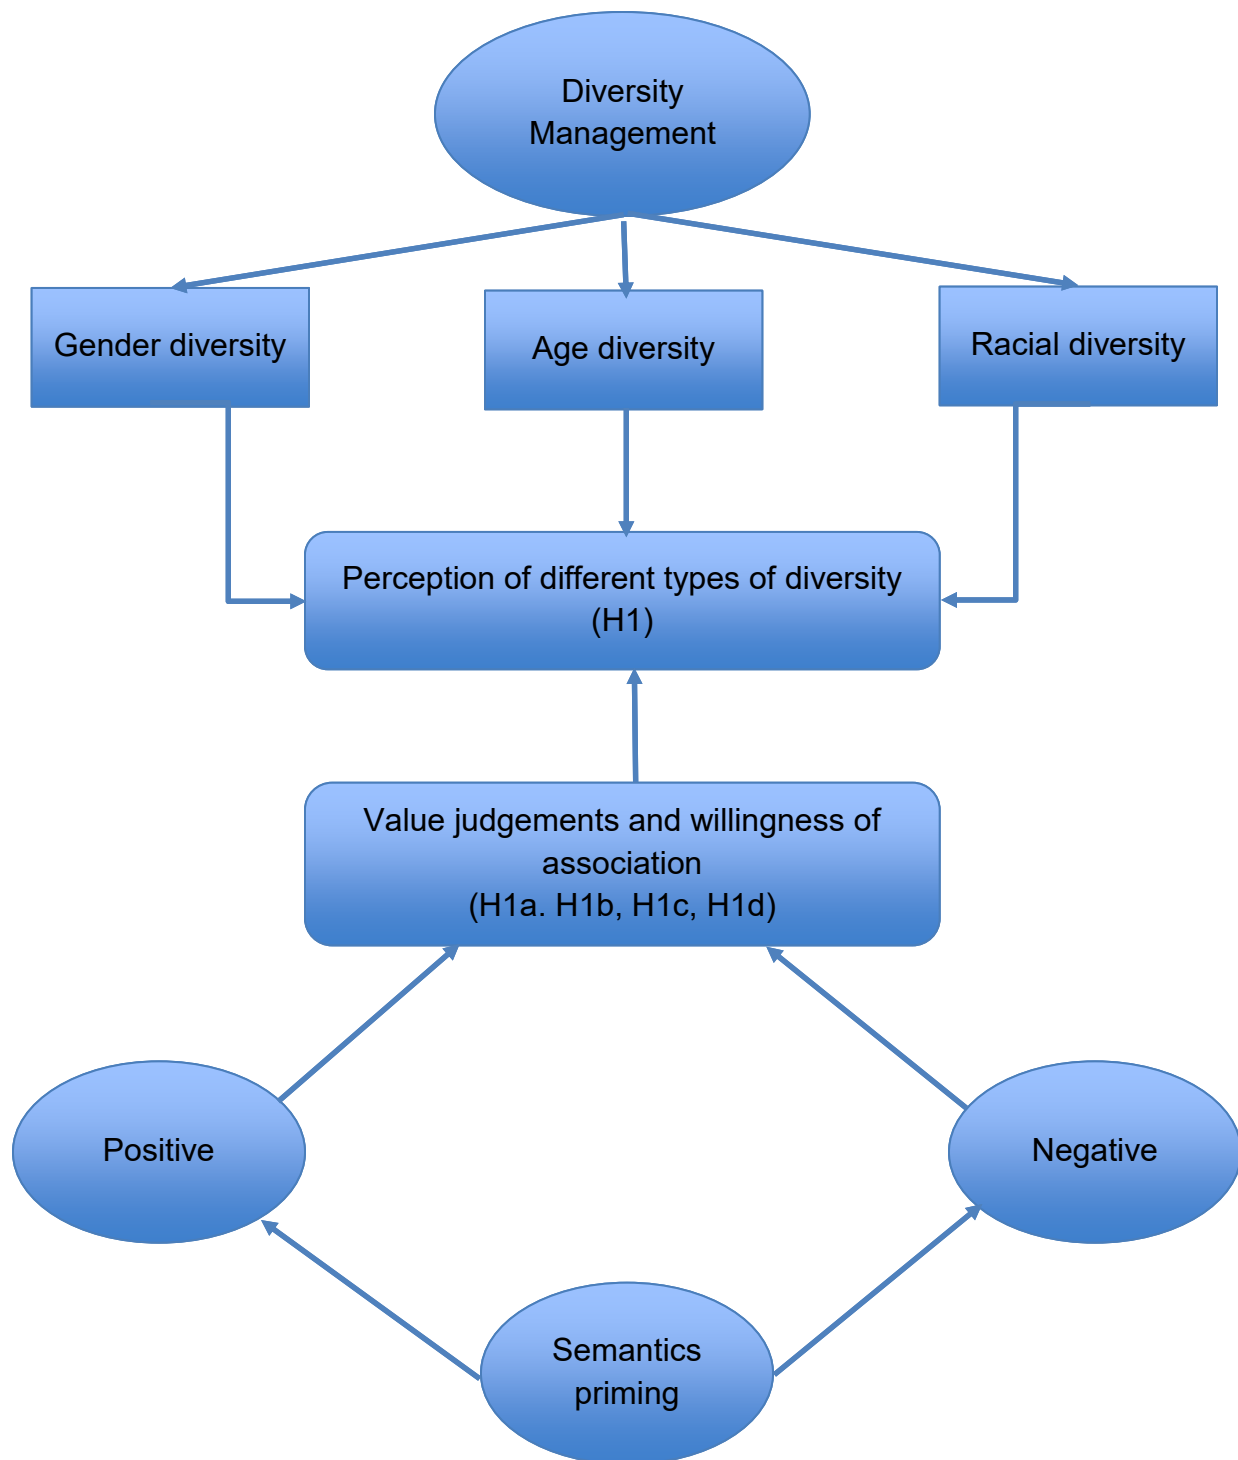 Diversity
Management
Gender diversity
Age diversity
Racial diversity
Perception of different types of diversity
(H1)
Value judgements and willingness of
association
(H1a. H1b, H1c, H1d)
Positive
Negative
Semantics
priming